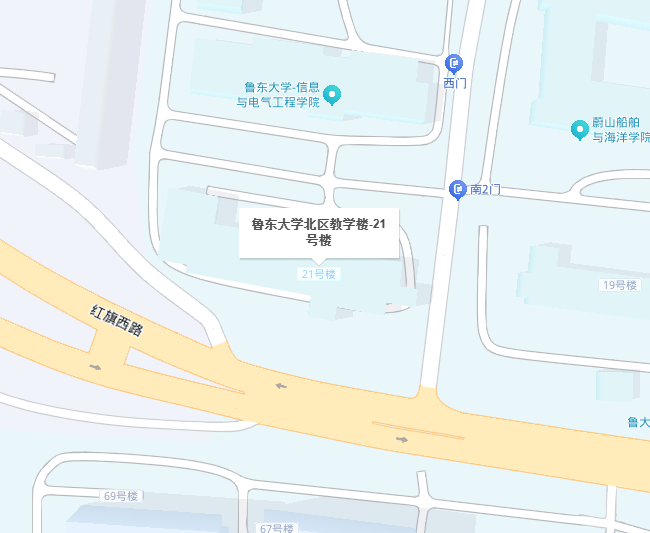 西门
鲁东大学-信息
与电气工程学院
蔚山船舶
与海洋学院
南2门
鲁东大学北区教学楼-21
号楼
21号楼
19号楼
红旗西路
鲁大
69号楼
67号楼